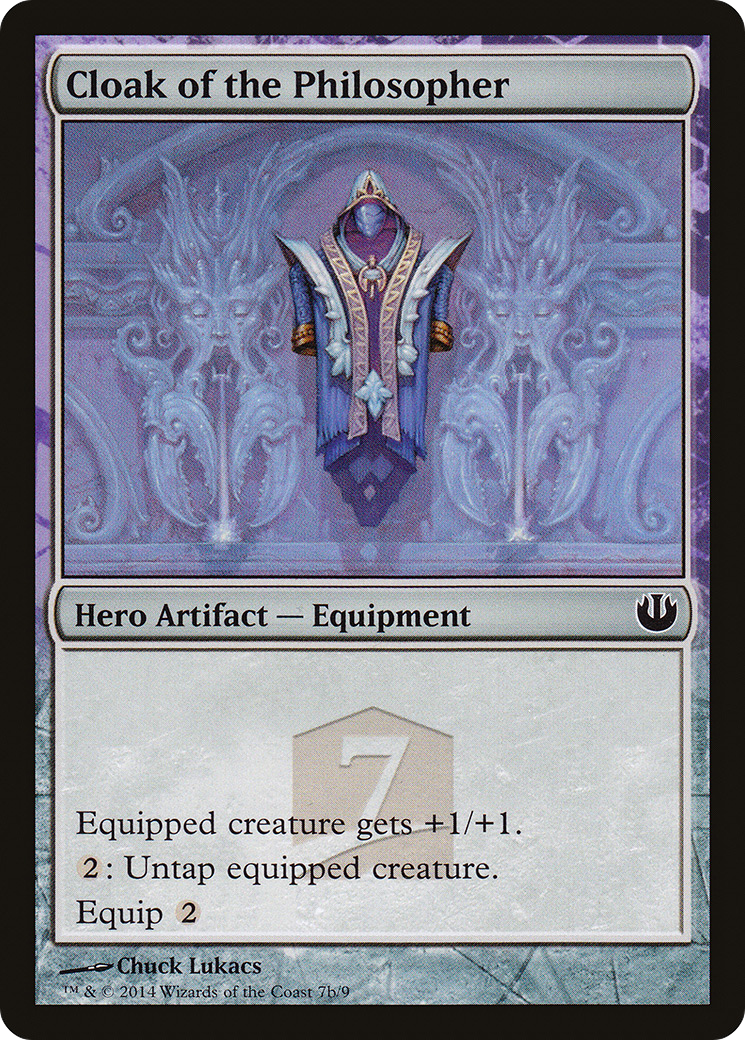 Cloak of the Philosopher
Hero Artifact — Equipment
7
Equipped creature gets +1/+1.
2: Untap equipped creature.
Equip 2
Chuck Lukacs
™ & © 2014 Wizards of the Coast 7b/9